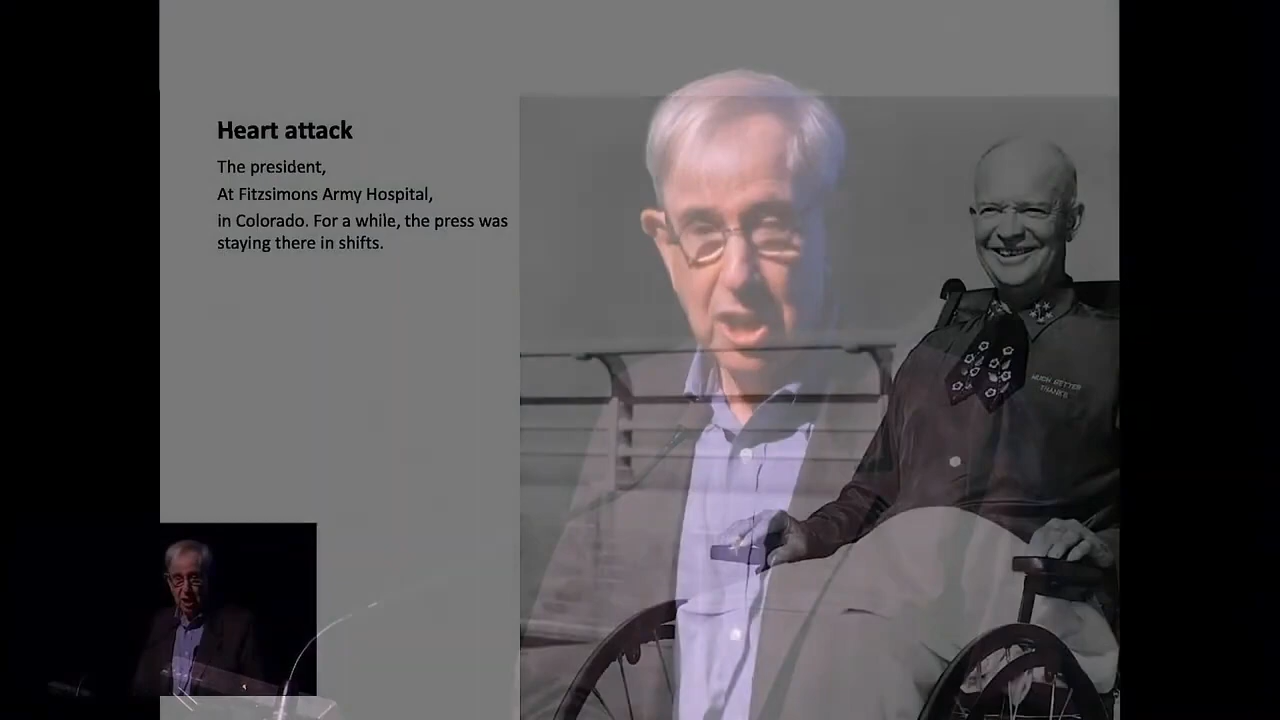 Heart attack
The president,
At Fitzsimons Army Hospital,
in Colorado. For a while, the press was
staying there in shifts.
MUCH BETTER
THANKS